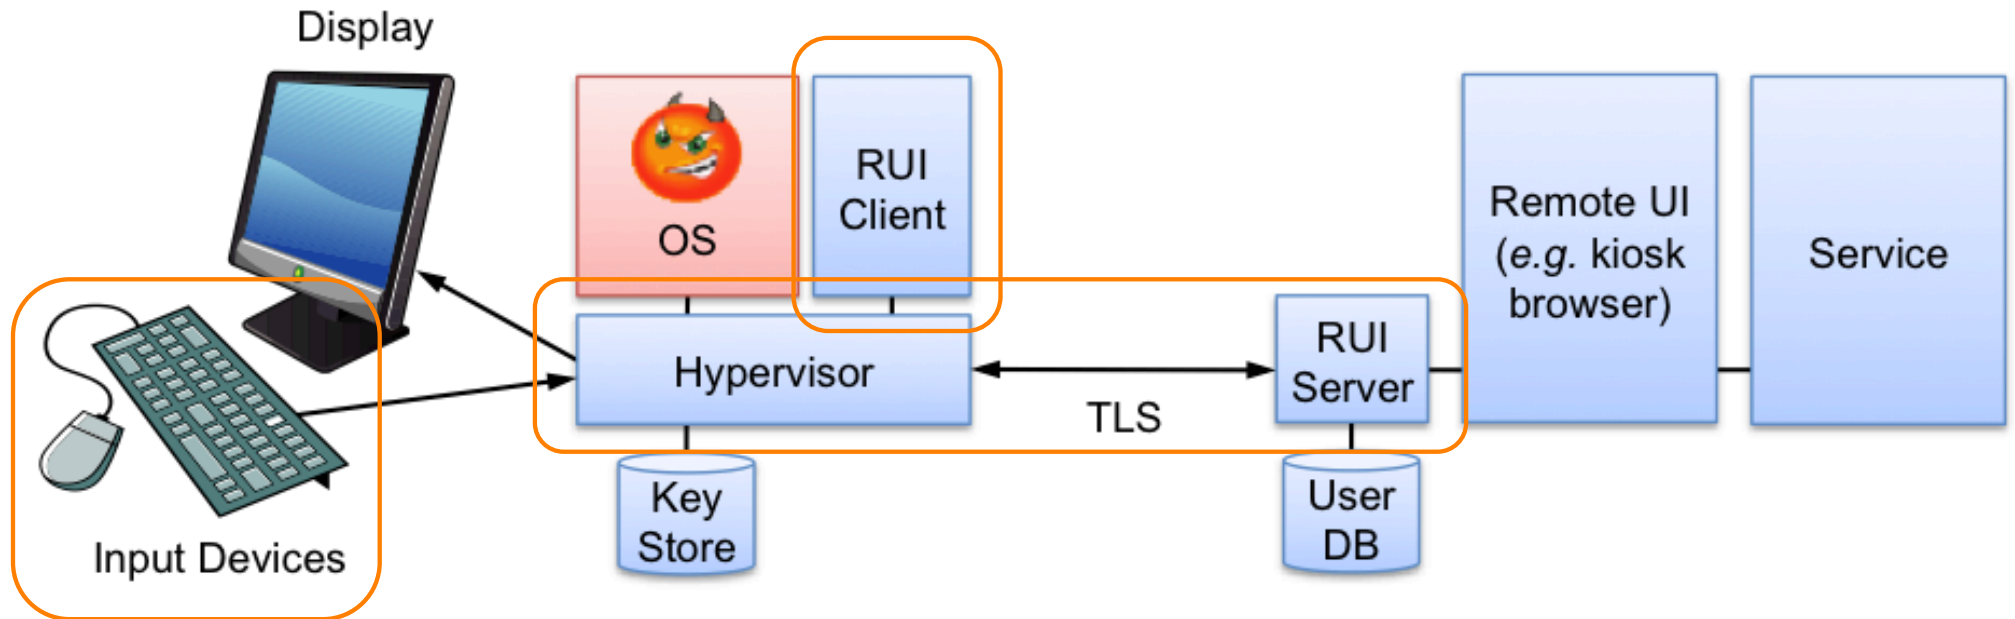 Display
Input Devices
OS
RUI
Client
Hypervisor
Key
Store
TLS
RUI
Server
User
DB
Remote UI
(e.g. kiosk
browser)
Service